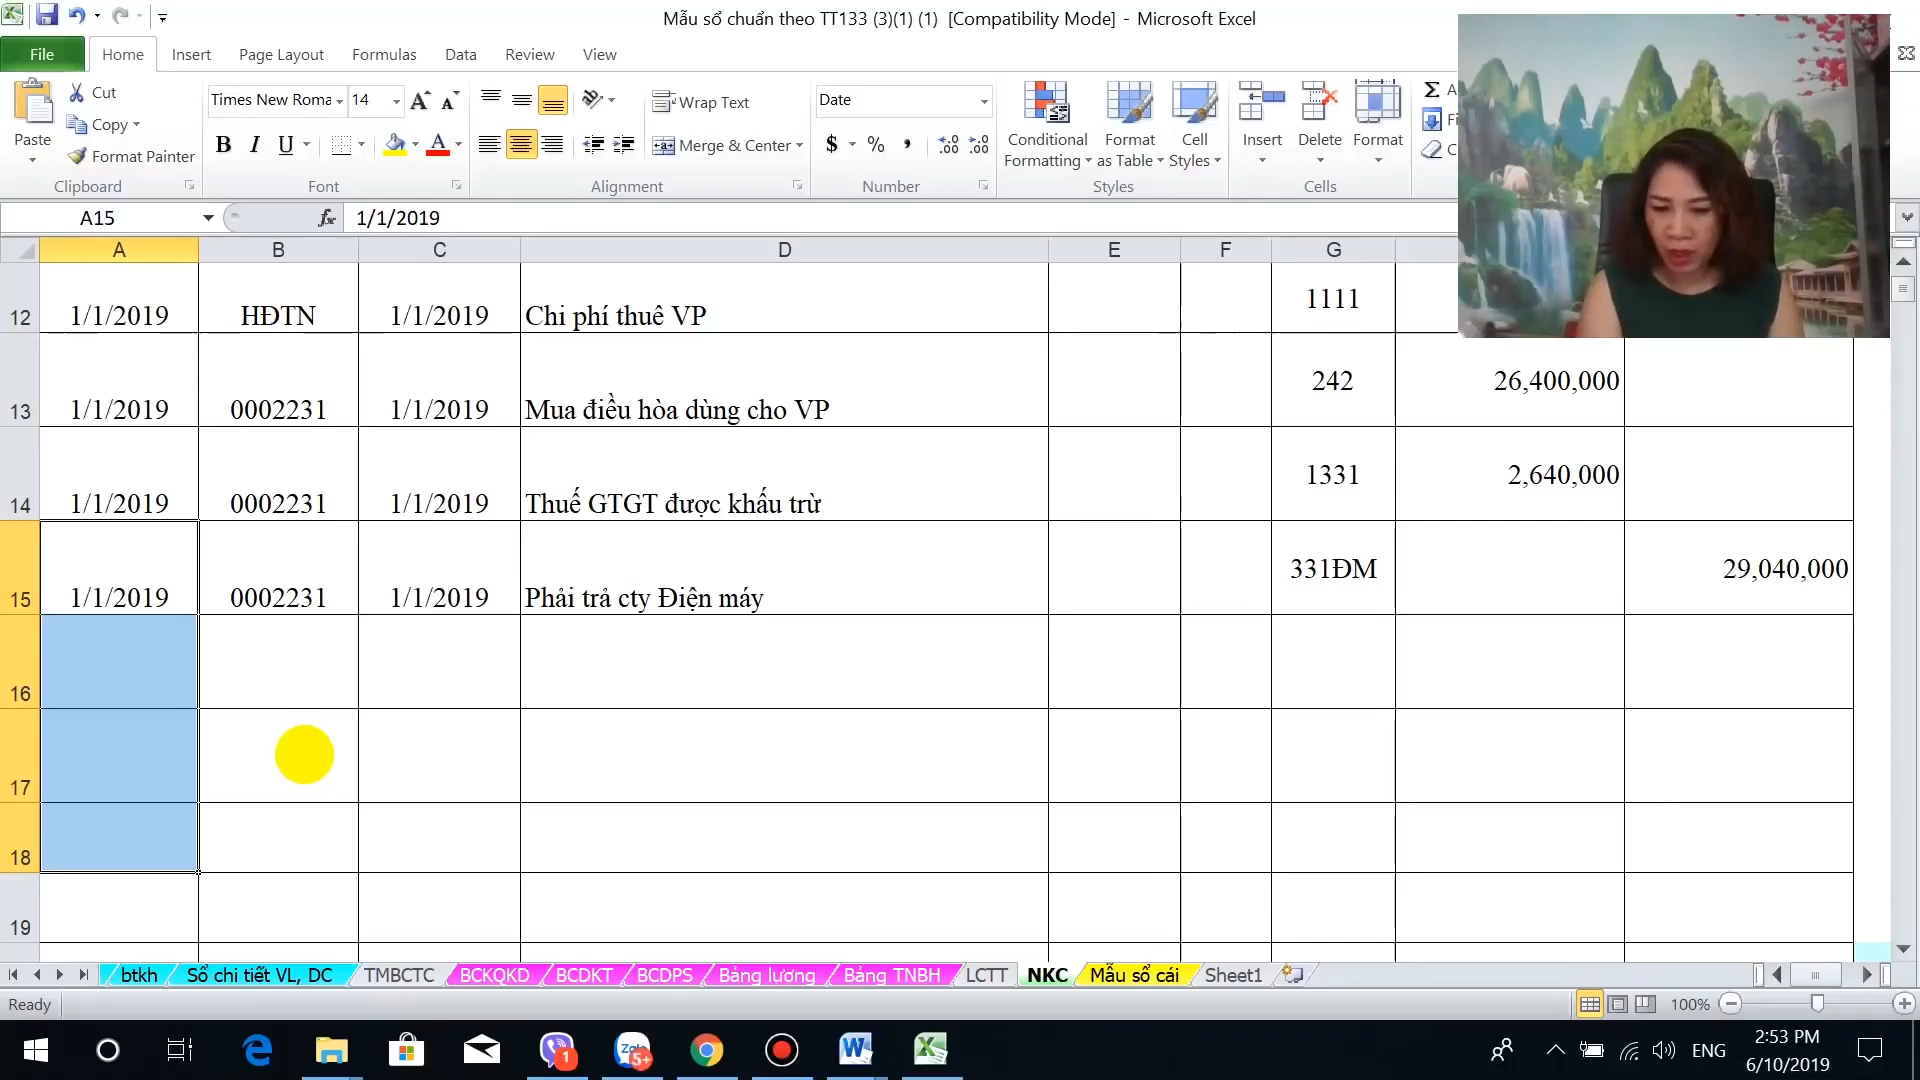 Mẫu sổ chuẩn theo TT133 (3)(1) (1) [Compatibility Mode] - Microsoft Excel
File Home Insert Page Layout Formulas Data Review View
Paste
Cut
Copy
Format Painter
Clipboard
Times New Roma 14
B I U
Font
Wrap Text
Merge & Center
Alignment
Date
$ % ,
Number
Conditional Formatting
Format as Table
Cell Styles
Styles
Insert Delete Format
Cells
Σ A
Fi
C
A15 fx 1/1/2019
A B C D E F G
12 1/1/2019 HĐTN 1/1/2019 Chi phí thuê VP 1111
13 1/1/2019 0002231 1/1/2019 Mua điều hòa dùng cho VP 242 26,400,000
14 1/1/2019 0002231 1/1/2019 Thuế GTGT được khấu trừ 1331 2,640,000
15 1/1/2019 0002231 1/1/2019 Phải trả cty Điện máy 331ĐM 29,040,000
16
17
18
19
btkh Sổ chi tiết VL, DC TMBCTC BCKQKD BCDKT BCDPS Bảng lương Bảng TNBH LCTT NKC Mẫu sổ cái Sheet1
Ready 100%
1 Zalo 5+ ENG 2:53 PM
6/10/2019